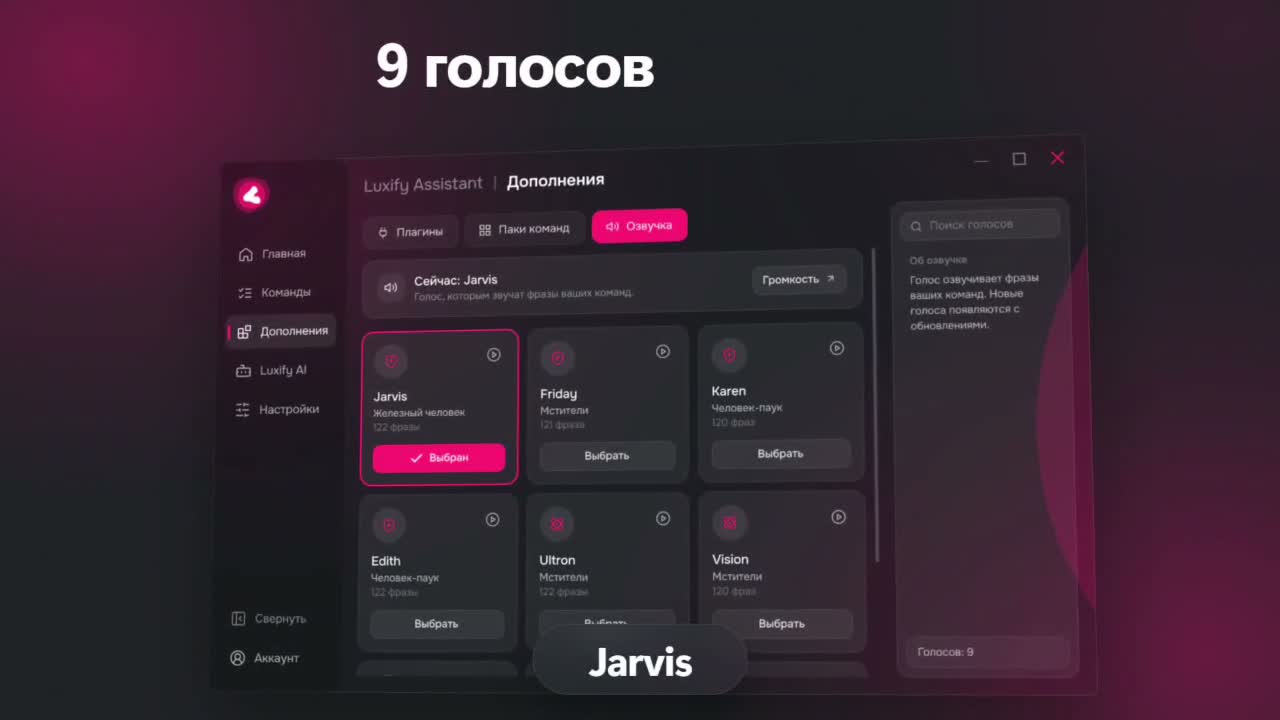 9 голосов
Luxify Assistant | Дополнения
Главная
Команды
Дополнения
Luxify AI
Настройки
Свернуть
Аккаунт
Плагины
Паки команд
Озвучка
Сейчас: Jarvis
Голос, которым звучат фразы ваших команд.
Громкость
Jarvis
Железный человек
122 фразы
Выбран
Friday
Мстители
121 фраза
Выбрать
Karen
Человек-паук
120 фраз
Выбрать
Edith
Человек-паук
122 фразы
Выбрать
Ultron
Мстители
122 фразы
Выбрать
Vision
Мстители
120 фраз
Выбрать
Поиск голосов
Об озвучке
Голос озвучивает фразы
ваших команд. Новые
голоса появляются с
обновлениями.
Голосов: 9
Jarvis